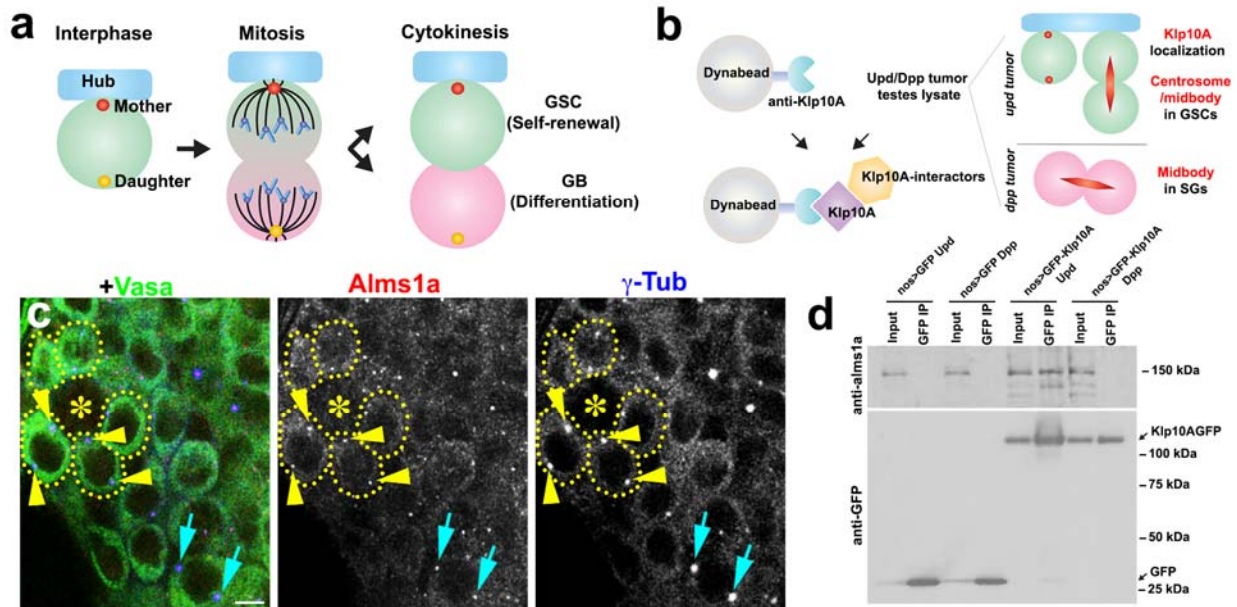 a
Interphase
Mitosis
Cytokinesis
Hub
Mother
Daughter
GSC
(Self-renewal)
GB
(Differentiation)
b
Dynabead
anti-Klp10A
Upd/Dpp tumor
testes lysate
Dynabead
Klp10A
Klp10A-interactors
upd tumor
Klp10A
localization
Centrosome
/midbody
in GSCs
dpp tumor
Midbody
in SGs
c
+Vasa
Alms1a
γ-Tub
*
*
*
d
nos>GFP Upd
nos>GFP Dpp
nos>GFP-Klp10A
Upd
nos>GFP-Klp10A
Dpp
Input
GFP IP
Input
GFP IP
Input
GFP IP
Input
GFP IP
anti-alms1a
– 150 kDa
anti-GFP
Klp10AGFP
– 100 kDa
– 75 kDa
– 50 kDa
GFP
– 25 kDa